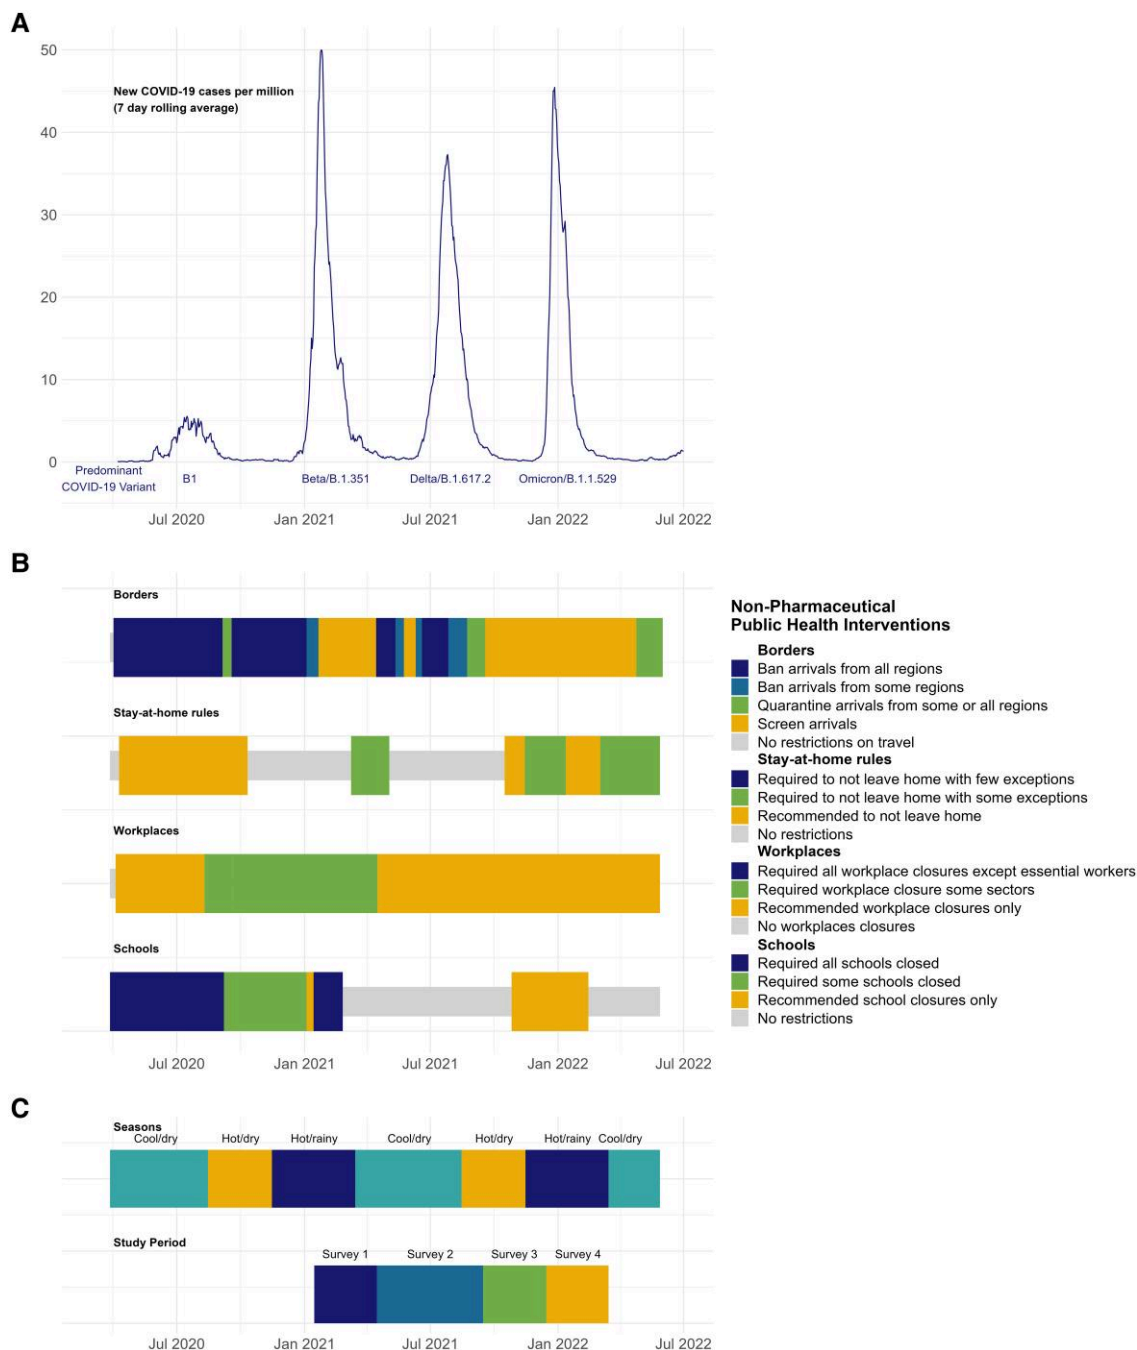 A
50
New COVID-19 cases per million
(7 day rolling average)
40
30
20
10
0
Predominant
COVID-19 Variant
B1
Beta/B.1.351
Delta/B.1.617.2
Omicron/B.1.1.529
Jul 2020
Jan 2021
Jul 2021
Jan 2022
Jul 2022
B
Borders
Stay-at-home rules
Workplaces
Schools
Jul 2020
Jan 2021
Jul 2021
Jan 2022
Jul 2022
Non-Pharmaceutical
Public Health Interventions
Borders
Ban arrivals from all regions
Ban arrivals from some regions
Quarantine arrivals from some or all regions
Screen arrivals
No restrictions on travel
Stay-at-home rules
Required to not leave home with few exceptions
Required to not leave home with some exceptions
Recommended to not leave home
No restrictions
Workplaces
Required all workplace closures except essential workers
Required workplace closure some sectors
Recommended workplace closures only
No workplaces closures
Schools
Required all schools closed
Required some schools closed
Recommended school closures only
No restrictions
C
Seasons
Cool/dry
Hot/dry
Hot/rainy
Cool/dry
Hot/dry
Hot/rainy
Cool/dry
Study Period
Survey 1
Survey 2
Survey 3
Survey 4
Jul 2020
Jan 2021
Jul 2021
Jan 2022
Jul 2022